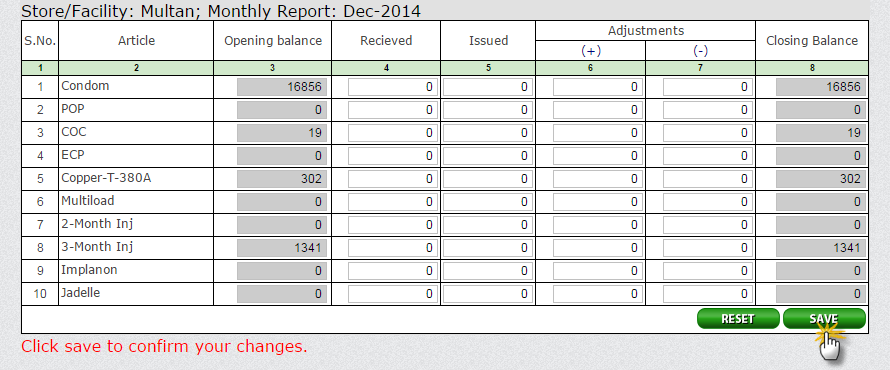 Store/Facility: Multan; Monthly Report: Dec-2014
S.No. Article Opening balance Recieved Issued Adjustments Closing Balance
(+) (-)
1 2 3 4 5 6 7 8
1 Condom 16856 0 0 0 0 16856
2 POP 0 0 0 0 0 0
3 COC 19 0 0 0 0 19
4 ECP 0 0 0 0 0 0
5 Copper-T-380A 302 0 0 0 0 302
6 Multiload 0 0 0 0 0 0
7 2-Month Inj 0 0 0 0 0 0
8 3-Month Inj 1341 0 0 0 0 1341
9 Implanon 0 0 0 0 0 0
10 Jadelle 0 0 0 0 0 0
RESET SAVE
Click save to confirm your changes.